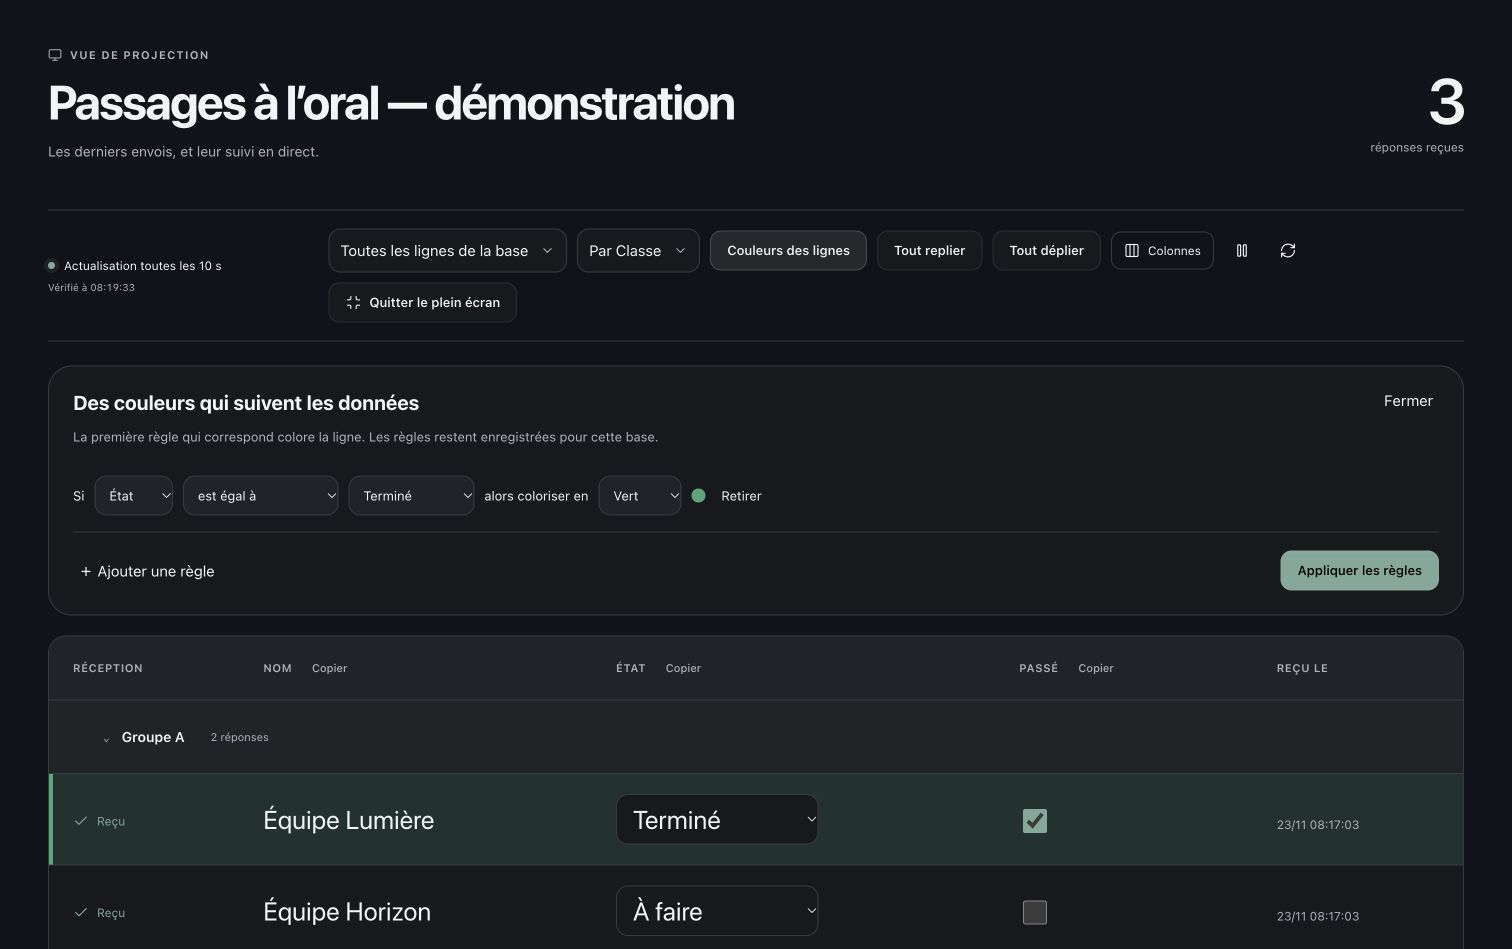 VUE DE PROJECTION
Passages à l’oral — démonstration
3
Les derniers envois, et leur suivi en direct.
réponses reçues
Actualisation toutes les 10 s
Vérifié à 08:19:33
Toutes les lignes de la base
Par Classe
Couleurs des lignes
Tout replier
Tout déplier
Colonnes
Quitter le plein écran
Des couleurs qui suivent les données
Fermer
La première règle qui correspond colore la ligne. Les règles restent enregistrées pour cette base.
Si État est égal à Terminé alors coloriser en Vert Retirer
+ Ajouter une règle
Appliquer les règles
RÉCEPTION NOM Copier ÉTAT Copier PASSÉ Copier REÇU LE
Groupe A 2 réponses
Reçu Équipe Lumière Terminé 23/11 08:17:03
Reçu Équipe Horizon À faire 23/11 08:17:03